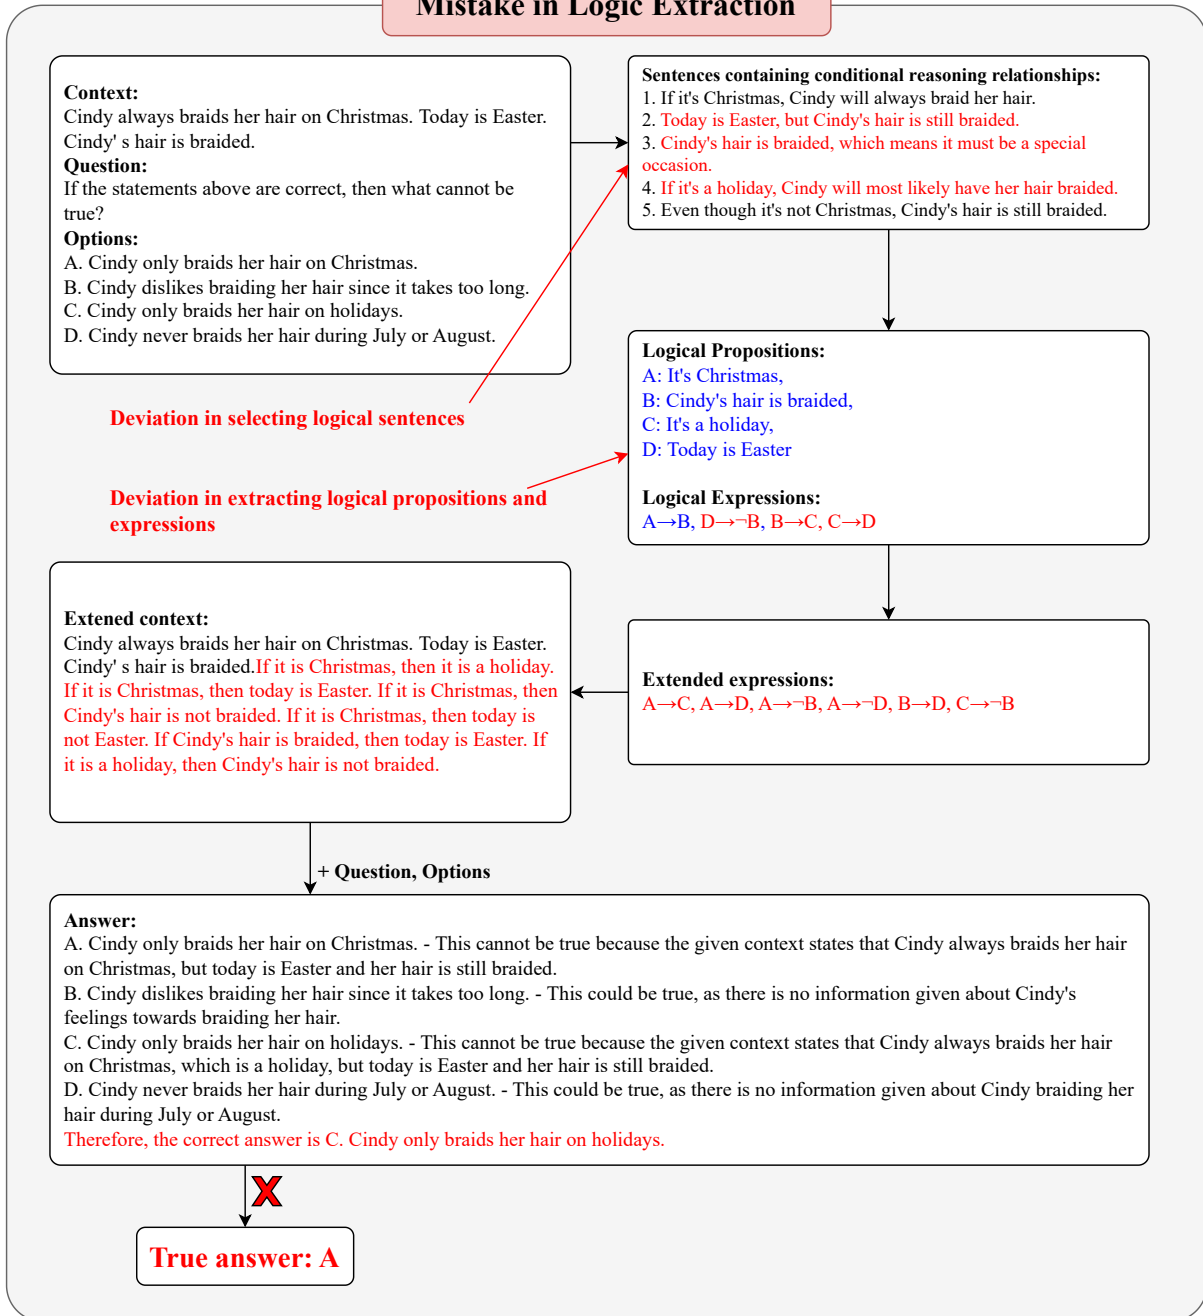 Mistake in Logic Extraction
Context:
Cindy always braids her hair on Christmas. Today is Easter.
Cindy' s hair is braided.
Question:
If the statements above are correct, then what cannot be
true?
Options:
A. Cindy only braids her hair on Christmas.
B. Cindy dislikes braiding her hair since it takes too long.
C. Cindy only braids her hair on holidays.
D. Cindy never braids her hair during July or August.
Sentences containing conditional reasoning relationships:
1. If it's Christmas, Cindy will always braid her hair.
2. Today is Easter, but Cindy's hair is still braided.
3. Cindy's hair is braided, which means it must be a special
occasion.
4. If it's a holiday, Cindy will most likely have her hair braided.
5. Even though it's not Christmas, Cindy's hair is still braided.
Deviation in selecting logical sentences
Deviation in extracting logical propositions and
expressions
Logical Propositions:
A: It's Christmas,
B: Cindy's hair is braided,
C: It's a holiday,
D: Today is Easter
Logical Expressions:
A→B, D→¬B, B→C, C→D
Extended expressions:
A→C, A→D, A→¬B, A→¬D, B→D, C→¬B
Extened context:
Cindy always braids her hair on Christmas. Today is Easter.
Cindy' s hair is braided.If it is Christmas, then it is a holiday.
If it is Christmas, then today is Easter. If it is Christmas, then
Cindy's hair is not braided. If it is Christmas, then today is
not Easter. If Cindy's hair is braided, then today is Easter. If
it is a holiday, then Cindy's hair is not braided.
+ Question, Options
Answer:
A. Cindy only braids her hair on Christmas. - This cannot be true because the given context states that Cindy always braids her hair
on Christmas, but today is Easter and her hair is still braided.
B. Cindy dislikes braiding her hair since it takes too long. - This could be true, as there is no information given about Cindy's
feelings towards braiding her hair.
C. Cindy only braids her hair on holidays. - This cannot be true because the given context states that Cindy always braids her hair
on Christmas, which is a holiday, but today is Easter and her hair is still braided.
D. Cindy never braids her hair during July or August. - This could be true, as there is no information given about Cindy braiding her
hair during July or August.
Therefore, the correct answer is C. Cindy only braids her hair on holidays.
X
True answer: A